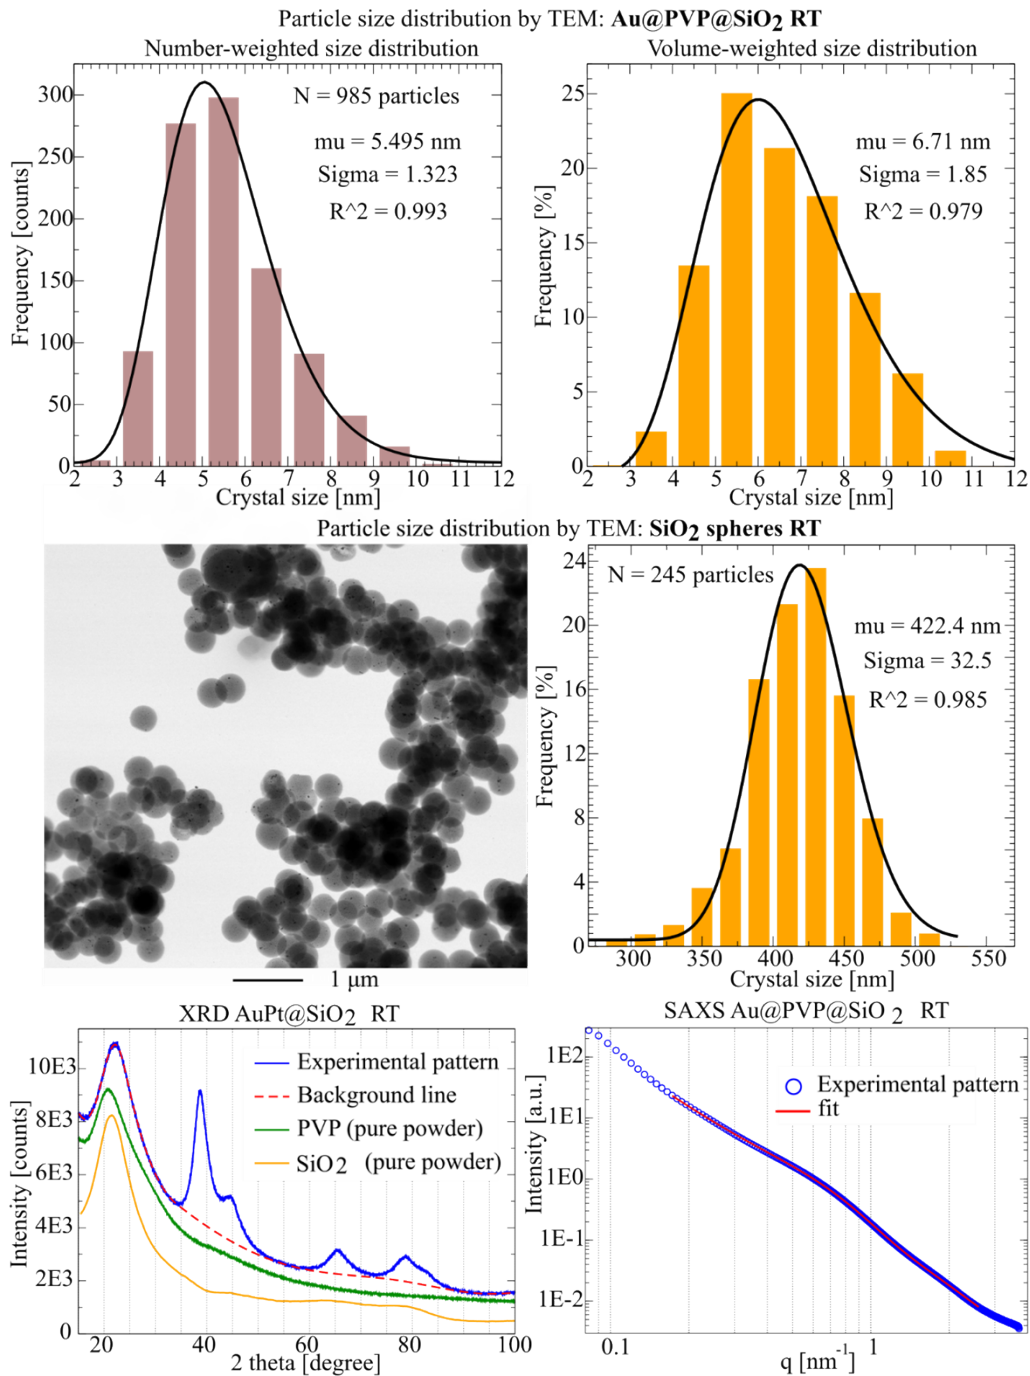 Particle size distribution by TEM: Au@PVP@SiO2 RT
Number-weighted size distribution
Volume-weighted size distribution
Frequency [counts]
300
250
200
150
100
50
0
N = 985 particles
mu = 5.495 nm
Sigma = 1.323
R^2 = 0.993
2 3 4 5 6 7 8 9 10 11 12
Crystal size [nm]
Frequency [%]
25
20
15
10
5
0
mu = 6.71 nm
Sigma = 1.85
R^2 = 0.979
2 3 4 5 6 7 8 9 10 11 12
Crystal size [nm]
Particle size distribution by TEM: SiO2 spheres RT
1 μm
Frequency [%]
24
20
16
12
8
4
0
N = 245 particles
mu = 422.4 nm
Sigma = 32.5
R^2 = 0.985
300 350 400 450 500 550
Crystal size [nm]
XRD AuPt@SiO2 RT
Intensity [counts]
10E3
8E3
6E3
4E3
2E3
0
Experimental pattern
Background line
PVP (pure powder)
SiO2 (pure powder)
20 40 60 80 100
2 theta [degree]
SAXS Au@PVP@SiO 2 RT
Intensity [a.u.]
1E2
1E1
1E0
1E-1
1E-2
Experimental pattern
fit
0.1 1
q [nm-1]